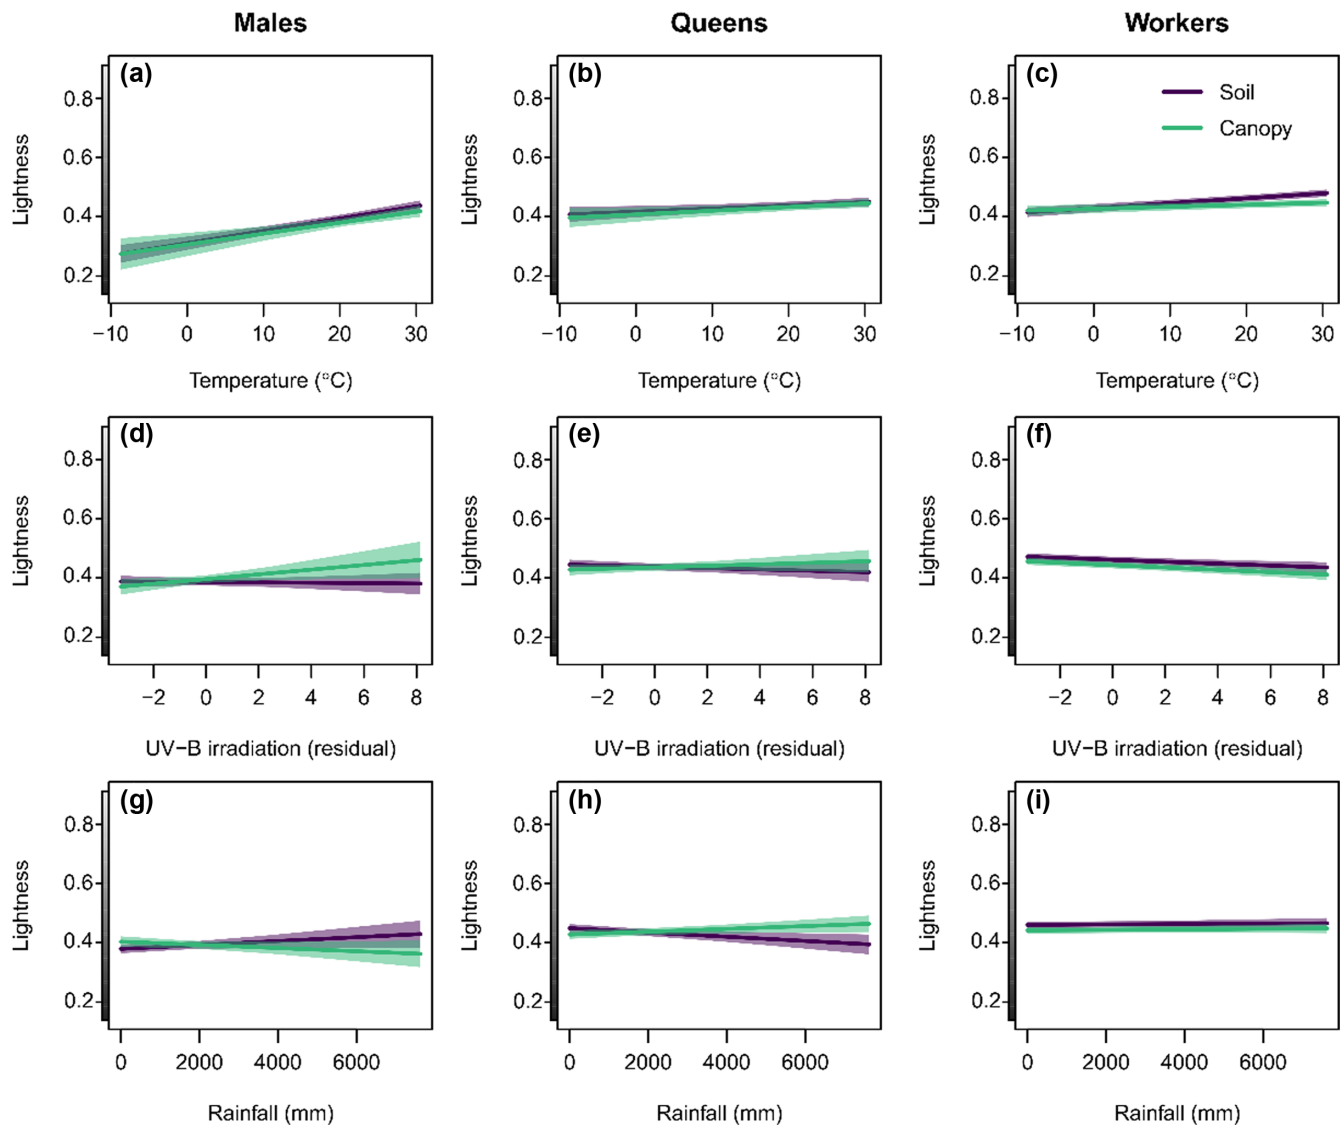 Males Queens Workers
(a) (b) (c)
Soil
Canopy
Lightness Lightness Lightness
0.8 0.8 0.8
0.6 0.6 0.6
0.4 0.4 0.4
0.2 0.2 0.2
−10 0 10 20 30 −10 0 10 20 30 −10 0 10 20 30
Temperature (°C) Temperature (°C) Temperature (°C)
(d) (e) (f)
Lightness Lightness Lightness
0.8 0.8 0.8
0.6 0.6 0.6
0.4 0.4 0.4
0.2 0.2 0.2
−2 0 2 4 6 8 −2 0 2 4 6 8 −2 0 2 4 6 8
UV−B irradiation (residual) UV−B irradiation (residual) UV−B irradiation (residual)
(g) (h) (i)
Lightness Lightness Lightness
0.8 0.8 0.8
0.6 0.6 0.6
0.4 0.4 0.4
0.2 0.2 0.2
0 2000 4000 6000 0 2000 4000 6000 0 2000 4000 6000
Rainfall (mm) Rainfall (mm) Rainfall (mm)